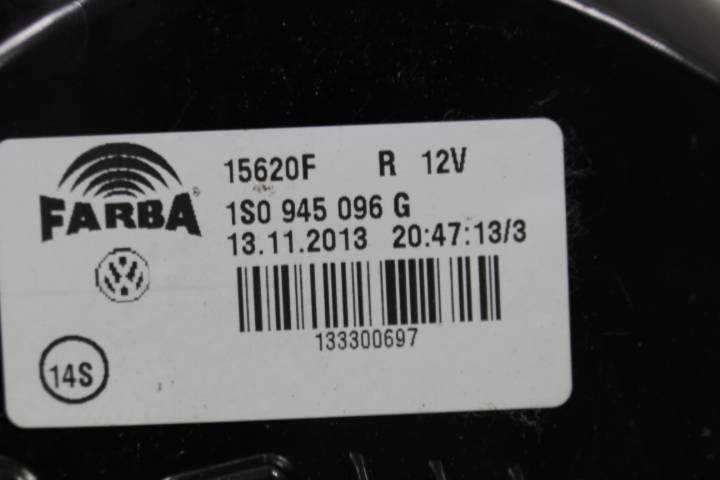 FARBA®
15620F R 12V
1S0 945 096 G
13.11.2013 20:47:13/3
133300697
14S